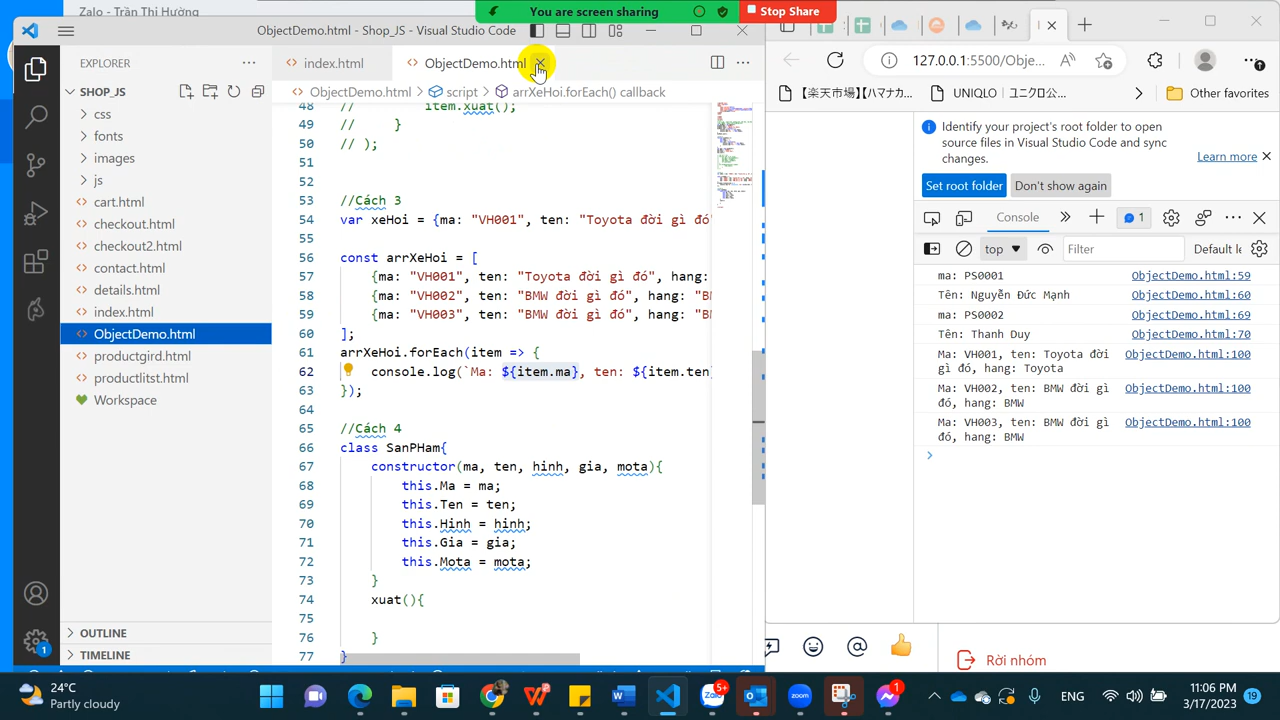 Zalo - Trần Thị Hường
You are screen sharing
Stop Share
ObjectDemo.html - Shop_JS - Visual Studio Code
EXPLORER
SHOP_JS
css
fonts
images
js
cart.html
checkout.html
checkout2.html
contact.html
details.html
index.html
ObjectDemo.html
productgird.html
productlitst.html
Workspace
OUTLINE
TIMELINE
1
index.html
ObjectDemo.html
ObjectDemo.html > script > arrXeHoi.forEach() callback
48 // item.xuat();
49 // }
50 // );
51
52
53 //Cách 3
54 var xeHoi = {ma: "VH001", ten: "Toyota đời gì đó"
55
56 const arrXeHoi = [
57 {ma: "VH001", ten: "Toyota đời gì đó", hang:
58 {ma: "VH002", ten: "BMW đời gì đó", hang: "B
59 {ma: "VH003", ten: "BMW đời gì đó", hang: "B
60 ];
61 arrXeHoi.forEach(item => {
62 console.log(`Ma: ${item.ma}, ten: ${item.ten}
63 });
64
65 //Cách 4
66 class SanPHam{
67 constructor(ma, ten, hinh, gia, mota){
68 this.Ma = ma;
69 this.Ten = ten;
70 this.Hinh = hinh;
71 this.Gia = gia;
72 this.Mota = mota;
73 }
74 xuat(){
75
76 }
77 }
127.0.0.1:5500/Obje...
【楽天市場】[ハマナカ...
UNIQLO | ユニクロ公...
Other favorites
Identify your project's root folder to open
source files in Visual Studio Code and sync
changes.
Learn more
Set root folder
Don't show again
Console
1
top
Filter
Default le
ma: PS0001 ObjectDemo.html:59
Tên: Nguyễn Đức Mạnh ObjectDemo.html:60
ma: PS0002 ObjectDemo.html:69
Tên: Thanh Duy ObjectDemo.html:70
Ma: VH001, ten: Toyota đời ObjectDemo.html:100
gì đó, hang: Toyota
Ma: VH002, ten: BMW đời gì ObjectDemo.html:100
đó, hang: BMW
Ma: VH003, ten: BMW đời gì ObjectDemo.html:100
đó, hang: BMW
Rời nhóm
24°C
Partly cloudy
5+
1
ENG
11:06 PM
3/17/2023
19